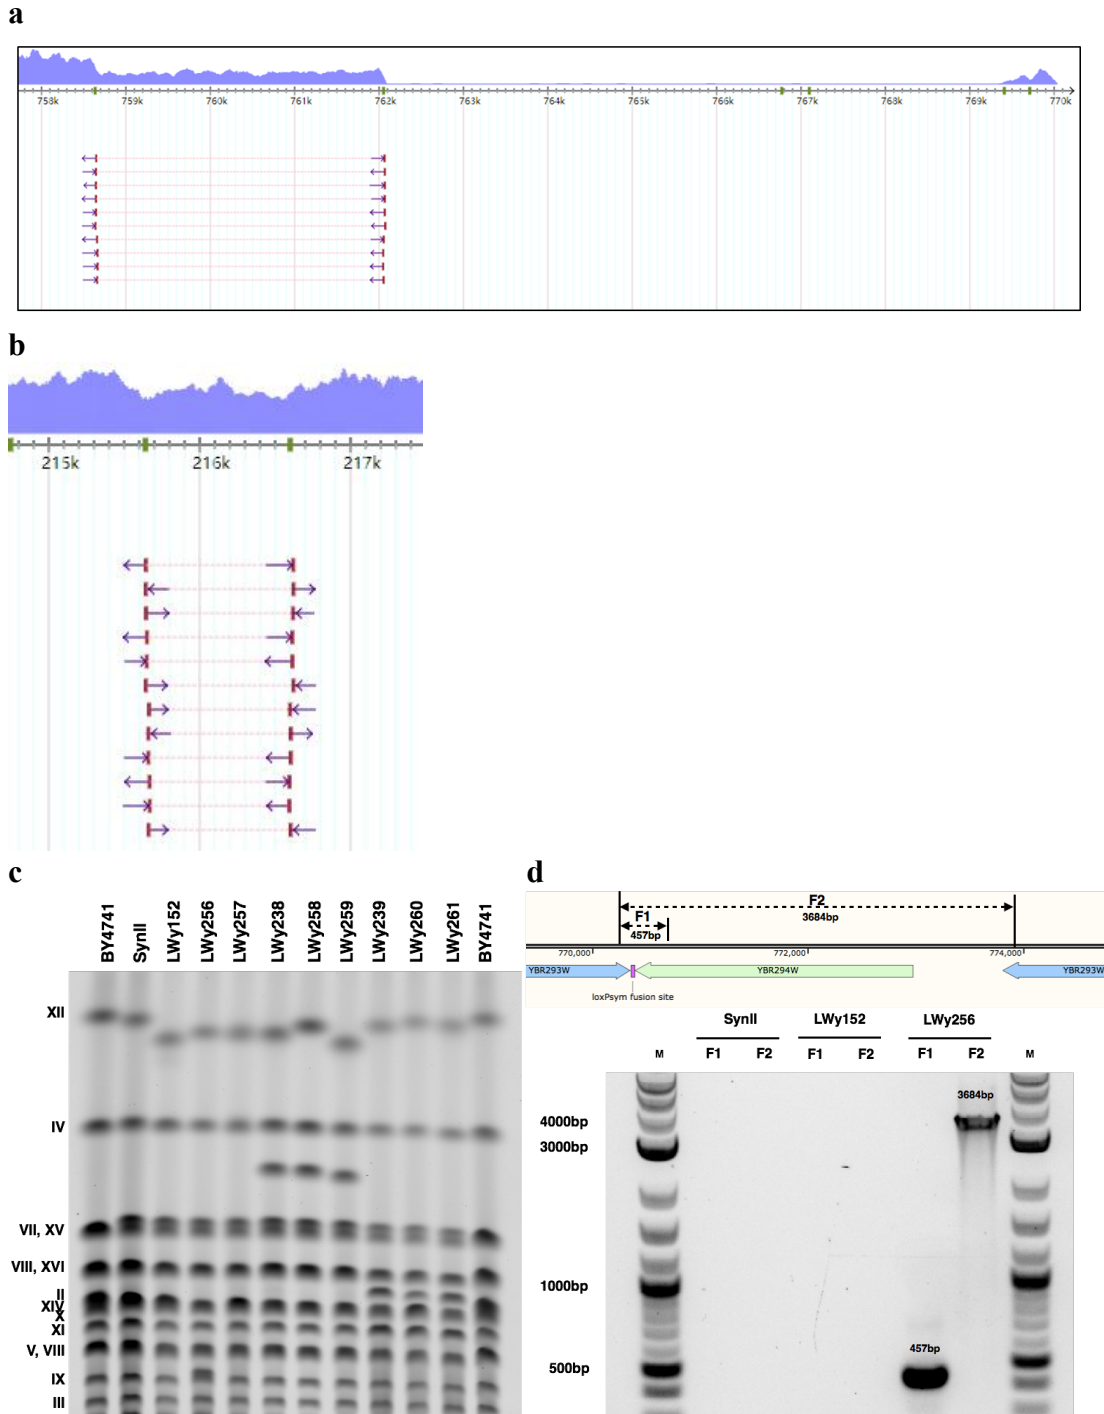 a
758k 759k 760k 761k 762k 763k 764k 765k 766k 767k 768k 769k 770k
b
215k 216k 217k
c
BY4741 SynII LWy152 LWy256 LWy257 LWy238 LWy258 LWy259 LWy239 LWy260 LWy261 BY4741
XII
IV
VII, XV
VIII, XVI
II
XIV
X
XI
V, VIII
IX
III
d
F2
3684bp
F1
457bp
770,000 772,000 774,000
YBR293W YBR294W YBR293W
loxPsym fusion site
SynII LWy152 LWy256
M F1 F2 F1 F2 F1 F2 M
3684bp
4000bp
3000bp
1000bp
457bp
500bp